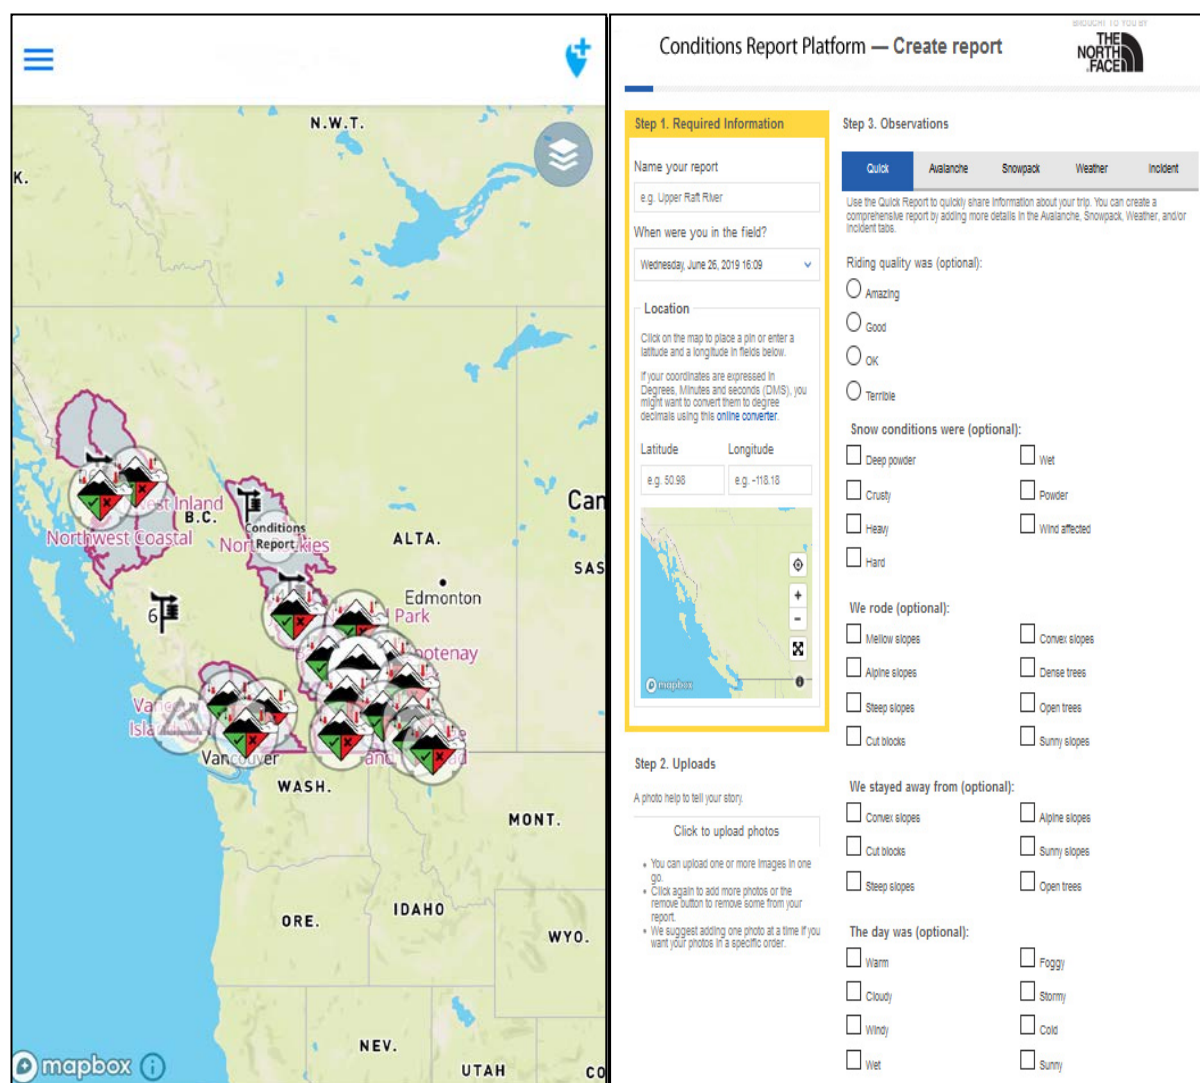 N.W.T.
K.
Can
B.C.
st Inland
Northwest Coastal
Conditions
Report
ALTA.
SAS
Edmonton
Park
otenay
6
Vancouver
WASH.
MONT.
ORE.
IDAHO
WYO.
NEV.
UTAH
CO
mapbox
BROUGHT TO YOU BY
THE
NORTH
FACE
Conditions Report Platform — Create report
Step 1. Required Information
Name your report
e.g. Upper Raft River
When were you in the field?
Wednesday, June 26, 2019 16:09
Location
Click on the map to place a pin or enter a
latitude and a longitude in fields below.
If your coordinates are expressed in
Degrees, Minutes and seconds (DMS), you
might want to convert them to degree
decimals using this online converter.
Latitude Longitude
e.g. 50.98 e.g. -118.18
mapbox
Step 2. Uploads
A photo help to tell your story.
Click to upload photos
• You can upload one or more images in one
go.
• Click again to add more photos or the
remove button to remove some from your
report.
• We suggest adding one photo at a time if you
want your photos in a specific order.
Step 3. Observations
Quick Avalanche Snowpack Weather Incident
Use the Quick Report to quickly share information about your trip. You can create a
comprehensive report by adding more details in the Avalanche, Snowpack, Weather, and/or
Incident tabs.
Riding quality was (optional):
Amazing
Good
OK
Terrible
Snow conditions were (optional):
Deep powder Wet
Crusty Powder
Heavy Wind affected
Hard
We rode (optional):
Mellow slopes Convex slopes
Alpine slopes Dense trees
Steep slopes Open trees
Cut blocks Sunny slopes
We stayed away from (optional):
Convex slopes Alpine slopes
Cut blocks Sunny slopes
Steep slopes Open trees
The day was (optional):
Warm Foggy
Cloudy Stormy
Windy Cold
Wet Sunny